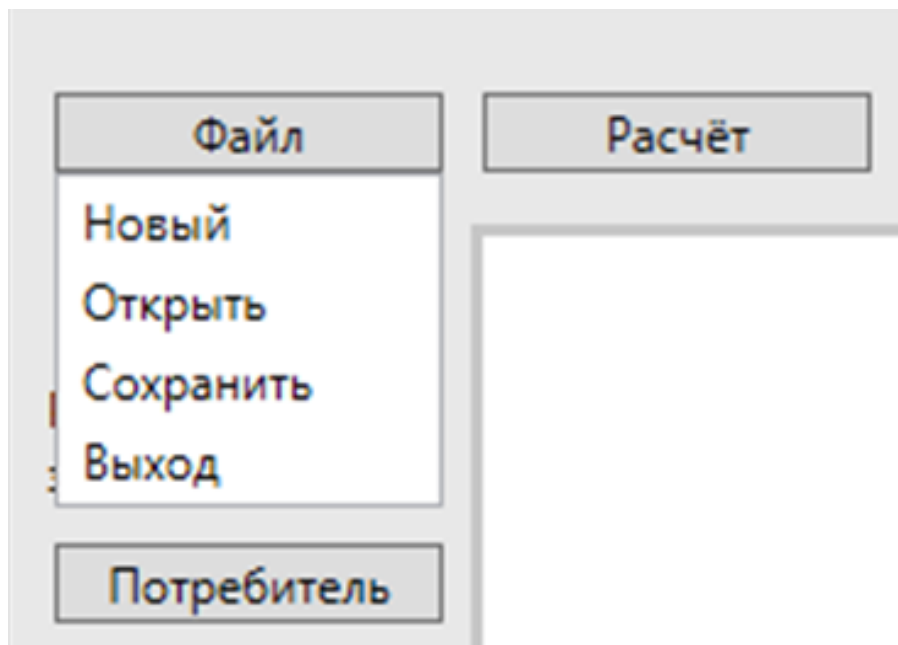 Файл
Расчёт
Новый
Открыть
Сохранить
Выход
Потребитель